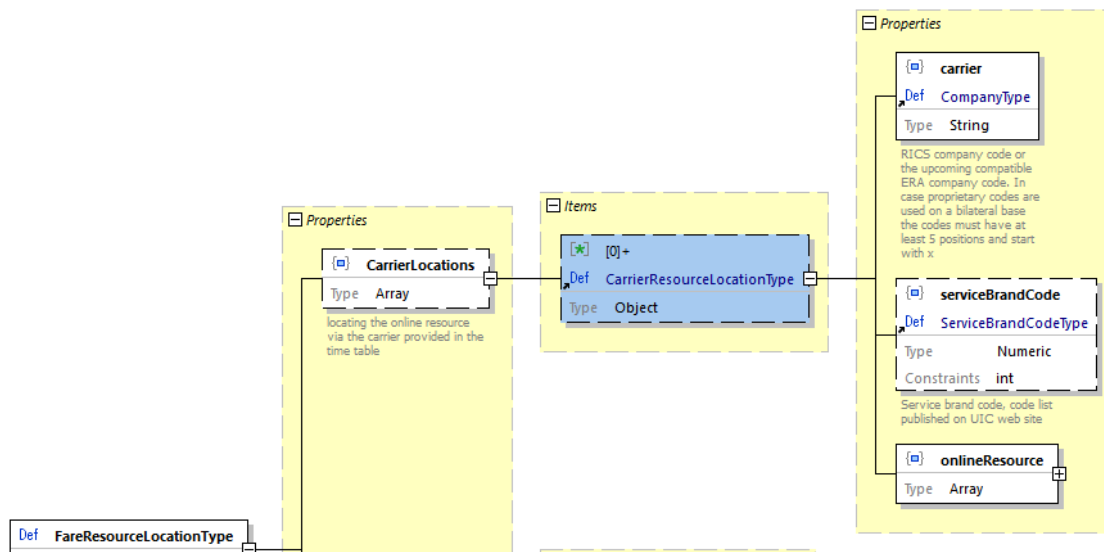 Properties
carrier
Def CompanyType
Type String
RICS company code or
the upcoming compatible
ERA company code. In
case proprietary codes are
used on a bilateral base
the codes must have at
least 5 positions and start
with x
Properties
Items
CarrierLocations
Type Array
locating the online resource
via the carrier provided in the
time table
[*] [0]+
Def CarrierResourceLocationType
Type Object
serviceBrandCode
Def ServiceBrandCodeType
Type Numeric
Constraints int
Service brand code, code list
published on UIC web site
onlineResource
Type Array
Def FareResourceLocationType